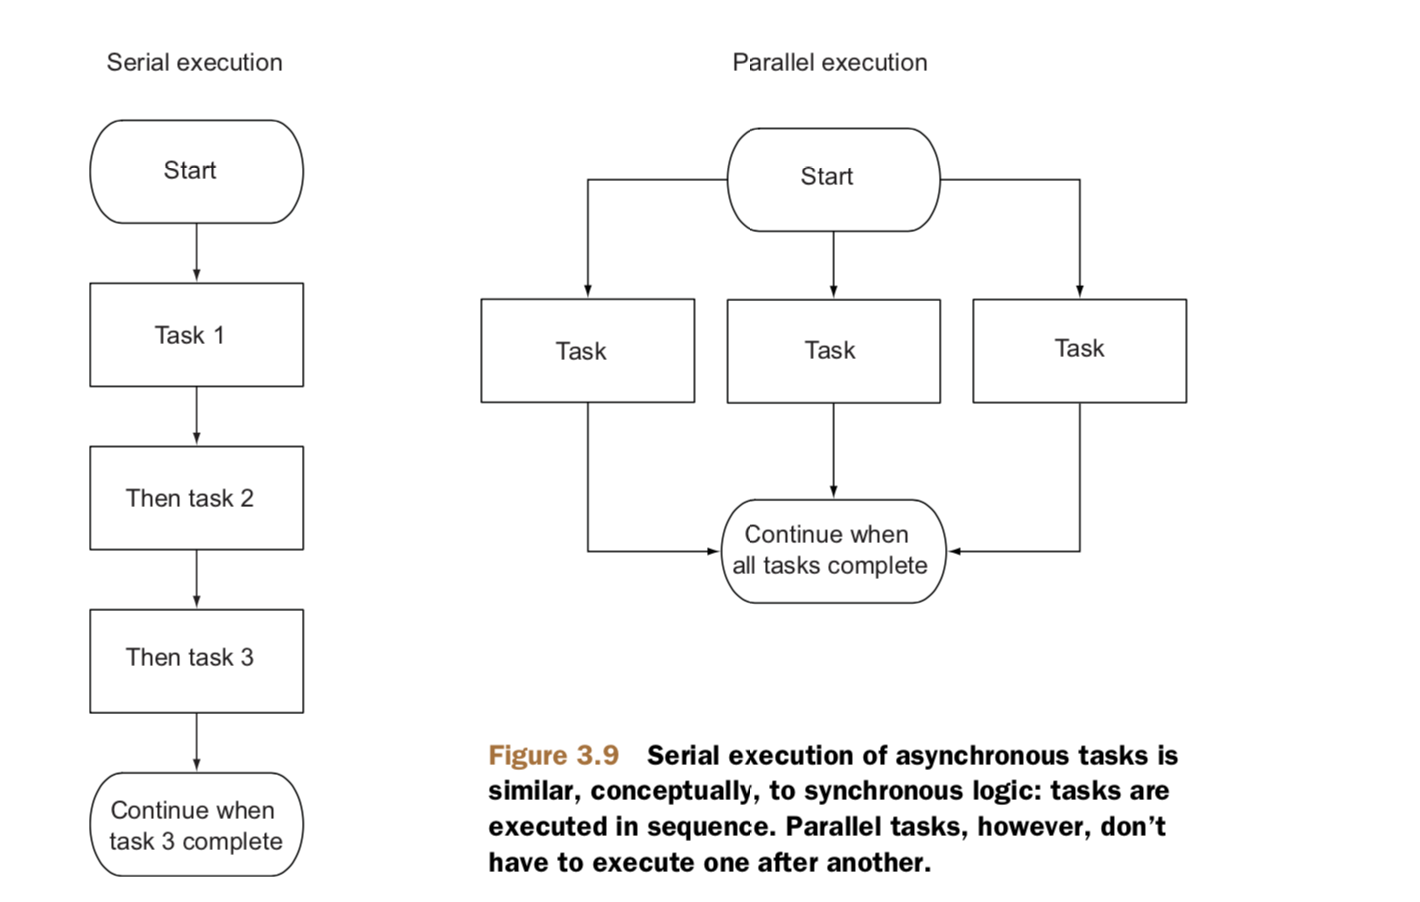 Serial execution
Start
Task 1
Then task 2
Then task 3
Continue when
task 3 complete
Parallel execution
Start
Task
Task
Task
Continue when
all tasks complete
Figure 3.9 Serial execution of asynchronous tasks is
similar, conceptually, to synchronous logic: tasks are
executed in sequence. Parallel tasks, however, don’t
have to execute one after another.